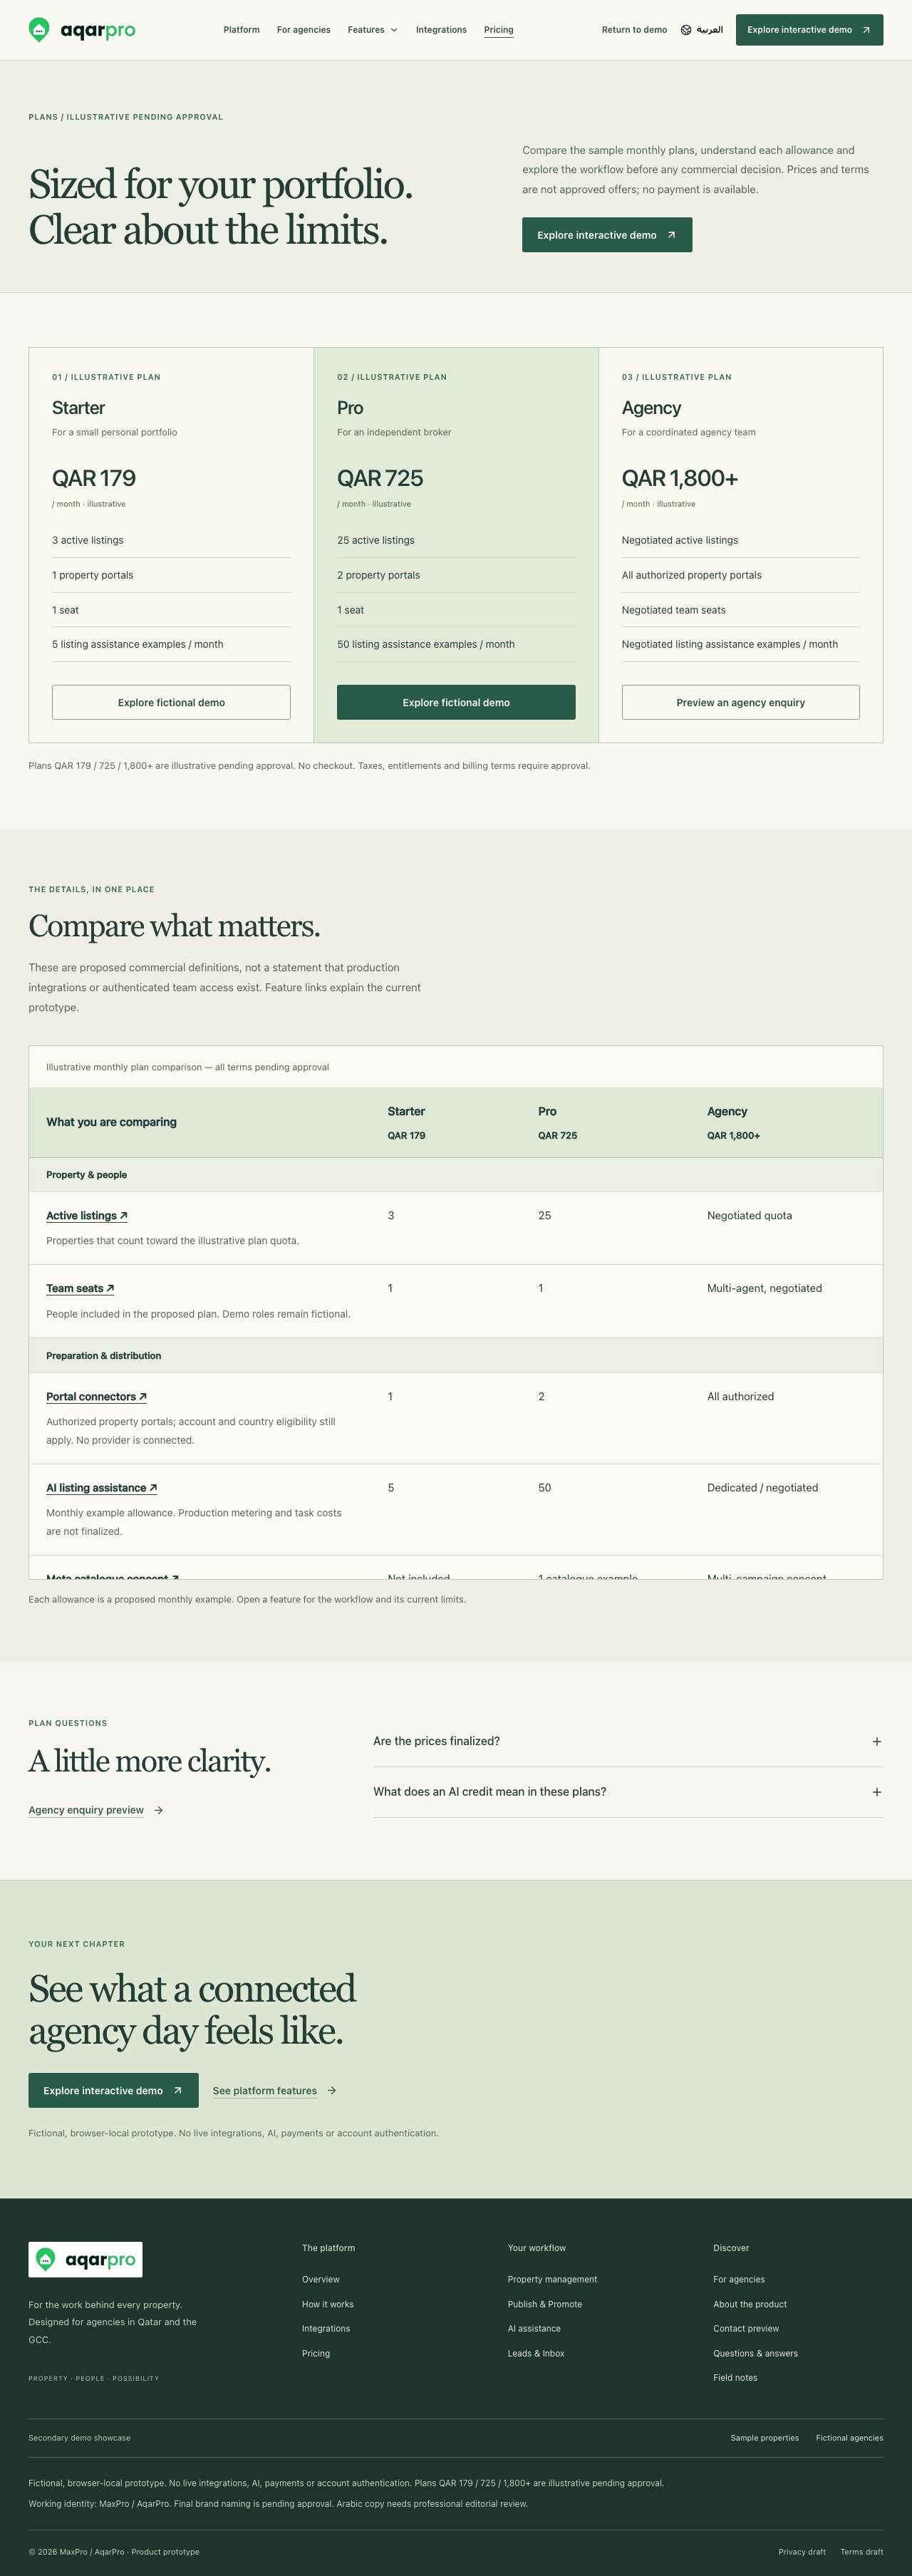 aqarpro
Platform
For agencies
Features
Integrations
Pricing
Return to demo
العربية
Explore interactive demo
PLANS / ILLUSTRATIVE PENDING APPROVAL
Sized for your portfolio.
Clear about the limits.
Compare the sample monthly plans, understand each allowance and
explore the workflow before any commercial decision. Prices and terms
are not approved offers; no payment is available.
Explore interactive demo
01 / ILLUSTRATIVE PLAN
Starter
For a small personal portfolio
QAR 179
/ month · illustrative
3 active listings
1 property portals
1 seat
5 listing assistance examples / month
Explore fictional demo
02 / ILLUSTRATIVE PLAN
Pro
For an independent broker
QAR 725
/ month · illustrative
25 active listings
2 property portals
1 seat
50 listing assistance examples / month
Explore fictional demo
03 / ILLUSTRATIVE PLAN
Agency
For a coordinated agency team
QAR 1,800+
/ month · illustrative
Negotiated active listings
All authorized property portals
Negotiated team seats
Negotiated listing assistance examples / month
Preview an agency enquiry
Plans QAR 179 / 725 / 1,800+ are illustrative pending approval. No checkout. Taxes, entitlements and billing terms require approval.
THE DETAILS, IN ONE PLACE
Compare what matters.
These are proposed commercial definitions, not a statement that production
integrations or authenticated team access exist. Feature links explain the current
prototype.
Illustrative monthly plan comparison — all terms pending approval
What you are comparing
Starter
QAR 179
Pro
QAR 725
Agency
QAR 1,800+
Property & people
Active listings ↗ 3 25 Negotiated quota
Properties that count toward the illustrative plan quota.
Team seats ↗ 1 1 Multi-agent, negotiated
People included in the proposed plan. Demo roles remain fictional.
Preparation & distribution
Portal connectors ↗ 1 2 All authorized
Authorized property portals; account and country eligibility still
apply. No provider is connected.
AI listing assistance ↗ 5 50 Dedicated / negotiated
Monthly example allowance. Production metering and task costs
are not finalized.
Meta catalogue concept ↗ Not included 1 catalogue example Multi-campaign concept
Each allowance is a proposed monthly example. Open a feature for the workflow and its current limits.
PLAN QUESTIONS
A little more clarity.
Agency enquiry preview →
Are the prices finalized? +
What does an AI credit mean in these plans? +
YOUR NEXT CHAPTER
See what a connected
agency day feels like.
Explore interactive demo
See platform features →
Fictional, browser-local prototype. No live integrations, AI, payments or account authentication.
aqarpro
For the work behind every property.
Designed for agencies in Qatar and the
GCC.
PROPERTY · PEOPLE · POSSIBILITY
The platform
Overview
How it works
Integrations
Pricing
Your workflow
Property management
Publish & Promote
AI assistance
Leads & Inbox
Discover
For agencies
About the product
Contact preview
Questions & answers
Field notes
Secondary demo showcase
Sample properties
Fictional agencies
Fictional, browser-local prototype. No live integrations, AI, payments or account authentication. Plans QAR 179 / 725 / 1,800+ are illustrative pending approval.
Working identity: MaxPro / AqarPro. Final brand naming is pending approval. Arabic copy needs professional editorial review.
© 2026 MaxPro / AqarPro · Product prototype
Privacy draft
Terms draft